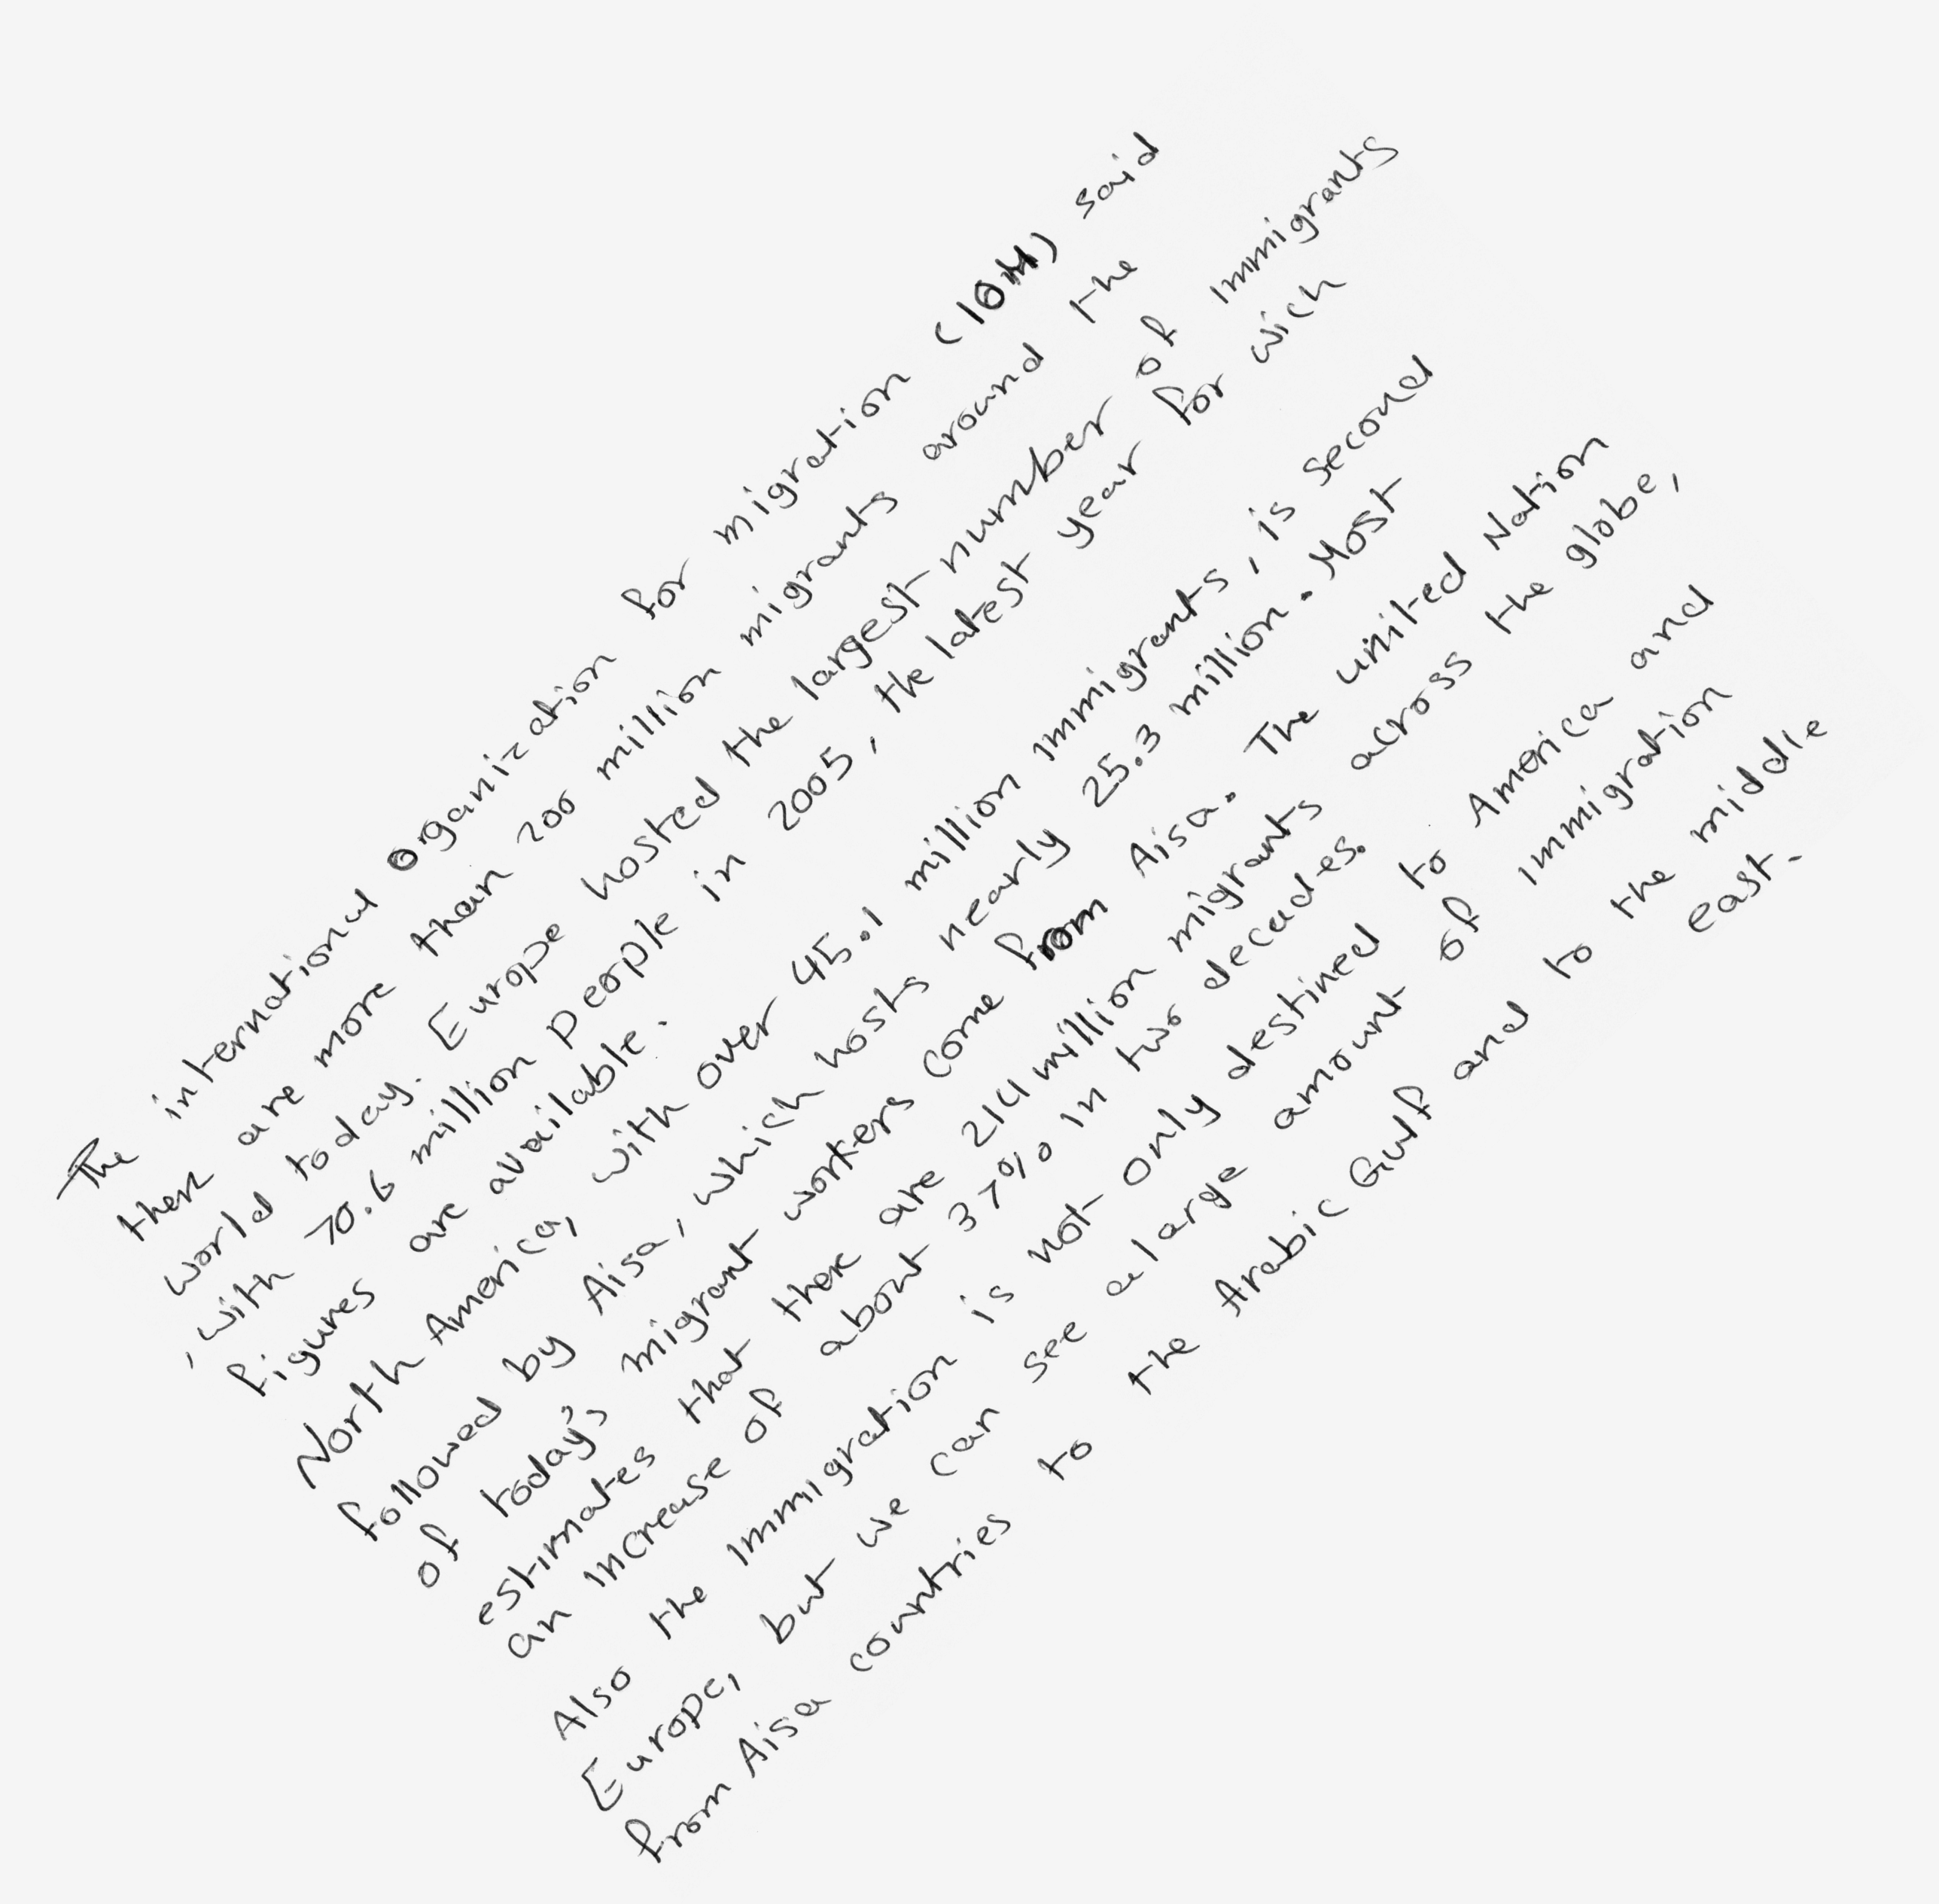 The international organization for migration (IOM) said
there are more than 200 million migrants around the
world today. Europe hosted the largest number of immigrants
, with 70.6 million people in 2005, the latest year for wich
figures are available.
North America, with over 45.1 million immigrants, is second
followed by Aisa, which hosts nearly 25.3 million. Most
of today's migrant workers come from Aisa. The united Nation
estimates that there are 214 million migrants across the globe,
an increase of about 37% in two decades.
Also the immigration is not only destined to America and
Europe, but we can see a large amount of immigration
from Aisa countries to the Arabic Gulf and to the middle
east.